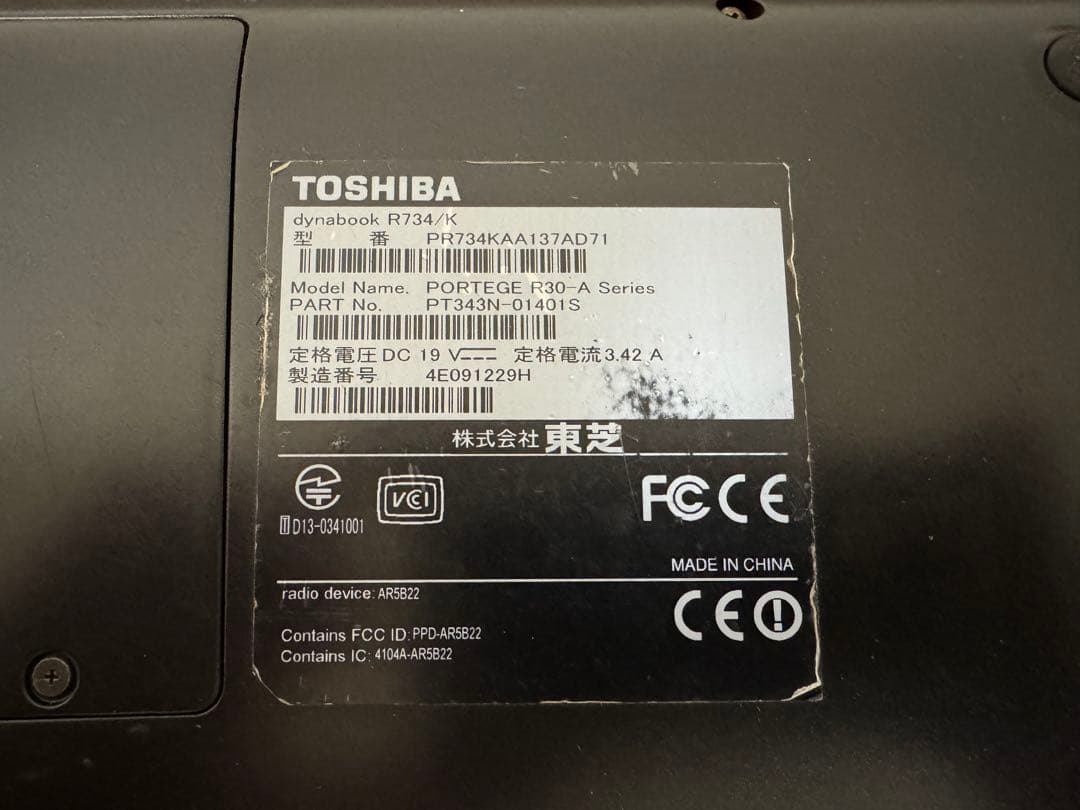 TOSHIBA
dynabook R734/K
型 番 PR734KAA137AD71
Model Name. PORTEGE R30-A Series
PART No. PT343N-01401S
定格電圧 DC 19 V 定格電流 3.42 A
製造番号 4E091229H
株式会社 東芝
VCI
FC CE
T D13-0341001
MADE IN CHINA
radio device: AR5B22
CE
Contains FCC ID: PPD-AR5B22
Contains IC: 4104A-AR5B22